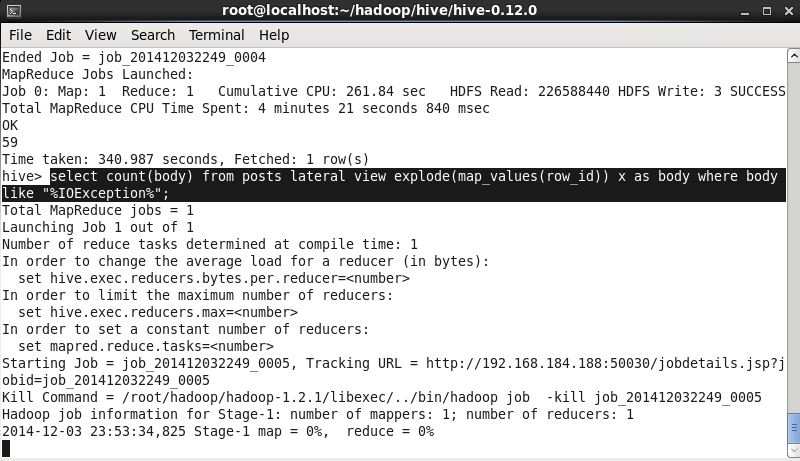 root@localhost:~/hadoop/hive/hive-0.12.0
File Edit View Search Terminal Help
Ended Job = job_201412032249_0004
MapReduce Jobs Launched:
Job 0: Map: 1  Reduce: 1   Cumulative CPU: 261.84 sec   HDFS Read: 226588440 HDFS Write: 3 SUCCESS
Total MapReduce CPU Time Spent: 4 minutes 21 seconds 840 msec
OK
59
Time taken: 340.987 seconds, Fetched: 1 row(s)
hive> select count(body) from posts lateral view explode(map_values(row_id)) x as body where body
like "%IOException%";
Total MapReduce jobs = 1
Launching Job 1 out of 1
Number of reduce tasks determined at compile time: 1
In order to change the average load for a reducer (in bytes):
  set hive.exec.reducers.bytes.per.reducer=<number>
In order to limit the maximum number of reducers:
  set hive.exec.reducers.max=<number>
In order to set a constant number of reducers:
  set mapred.reduce.tasks=<number>
Starting Job = job_201412032249_0005, Tracking URL = http://192.168.184.188:50030/jobdetails.jsp?j
obid=job_201412032249_0005
Kill Command = /root/hadoop/hadoop-1.2.1/libexec/../bin/hadoop job  -kill job_201412032249_0005
Hadoop job information for Stage-1: number of mappers: 1; number of reducers: 1
2014-12-03 23:53:34,825 Stage-1 map = 0%,  reduce = 0%